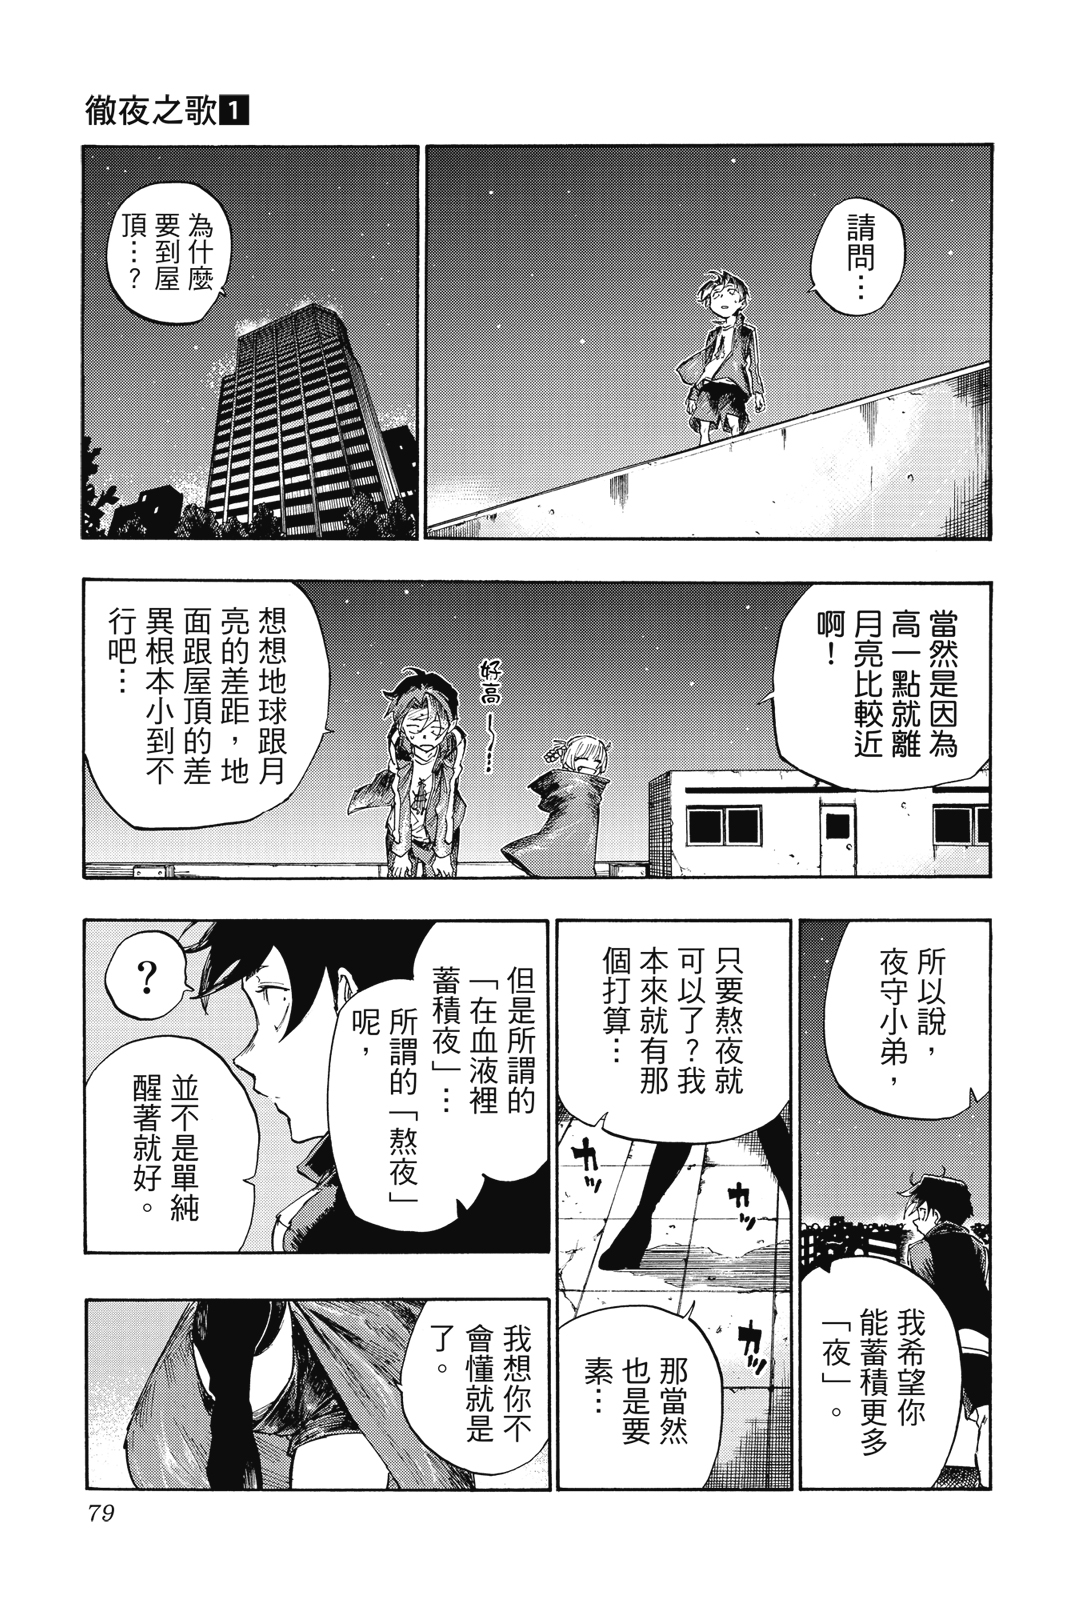 徹夜之歌1
請問…
為什麼
要到屋
頂…？
當然是因為
高一點就離
月亮比較近
啊！
好高～
想想地球跟月
亮的差距，地
面跟屋頂的差
異根本小到不
行吧…
所以說，
夜守小弟，
我希望你
能蓄積更多
「夜」。
只要熬夜就
可以了？我
本來就有那
個打算…
カッ
カッ
那當然
也是要
素…
但是所謂的
「在血液裡
蓄積夜」…
所謂的「熬夜」
呢，
？
並不是單純
醒著就好。
我想你不
會懂就是
了。
79